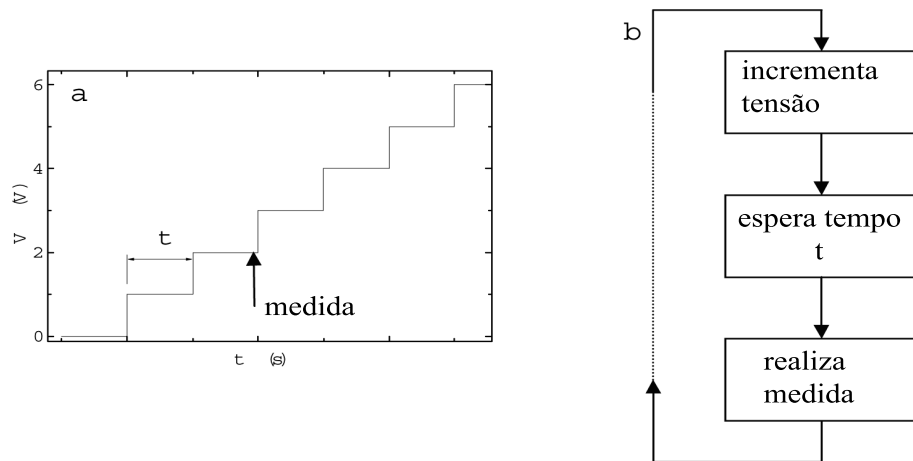 a
6
4
2
0
V (V)
t
medida
t (s)
b
incrementa
tensão
espera tempo
t
realiza
medida